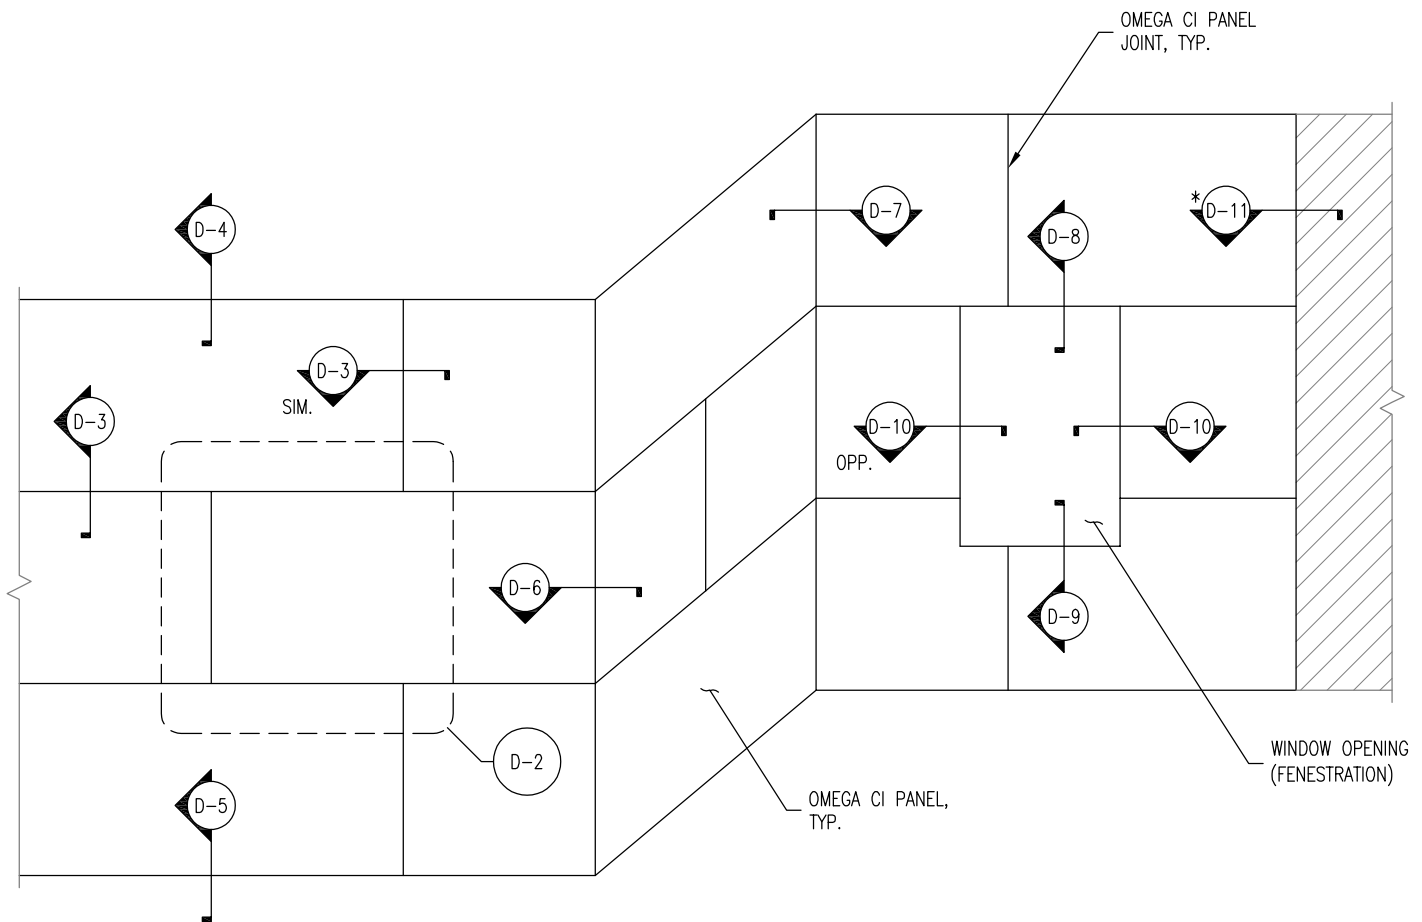 OMEGA CI PANEL
JOINT, TYP.
D-4
D-7
D-8
*
D-11
D-3
SIM.
D-3
D-10
OPP.
D-10
D-6
D-9
D-2
D-5
OMEGA CI PANEL,
TYP.
WINDOW OPENING
(FENESTRATION)